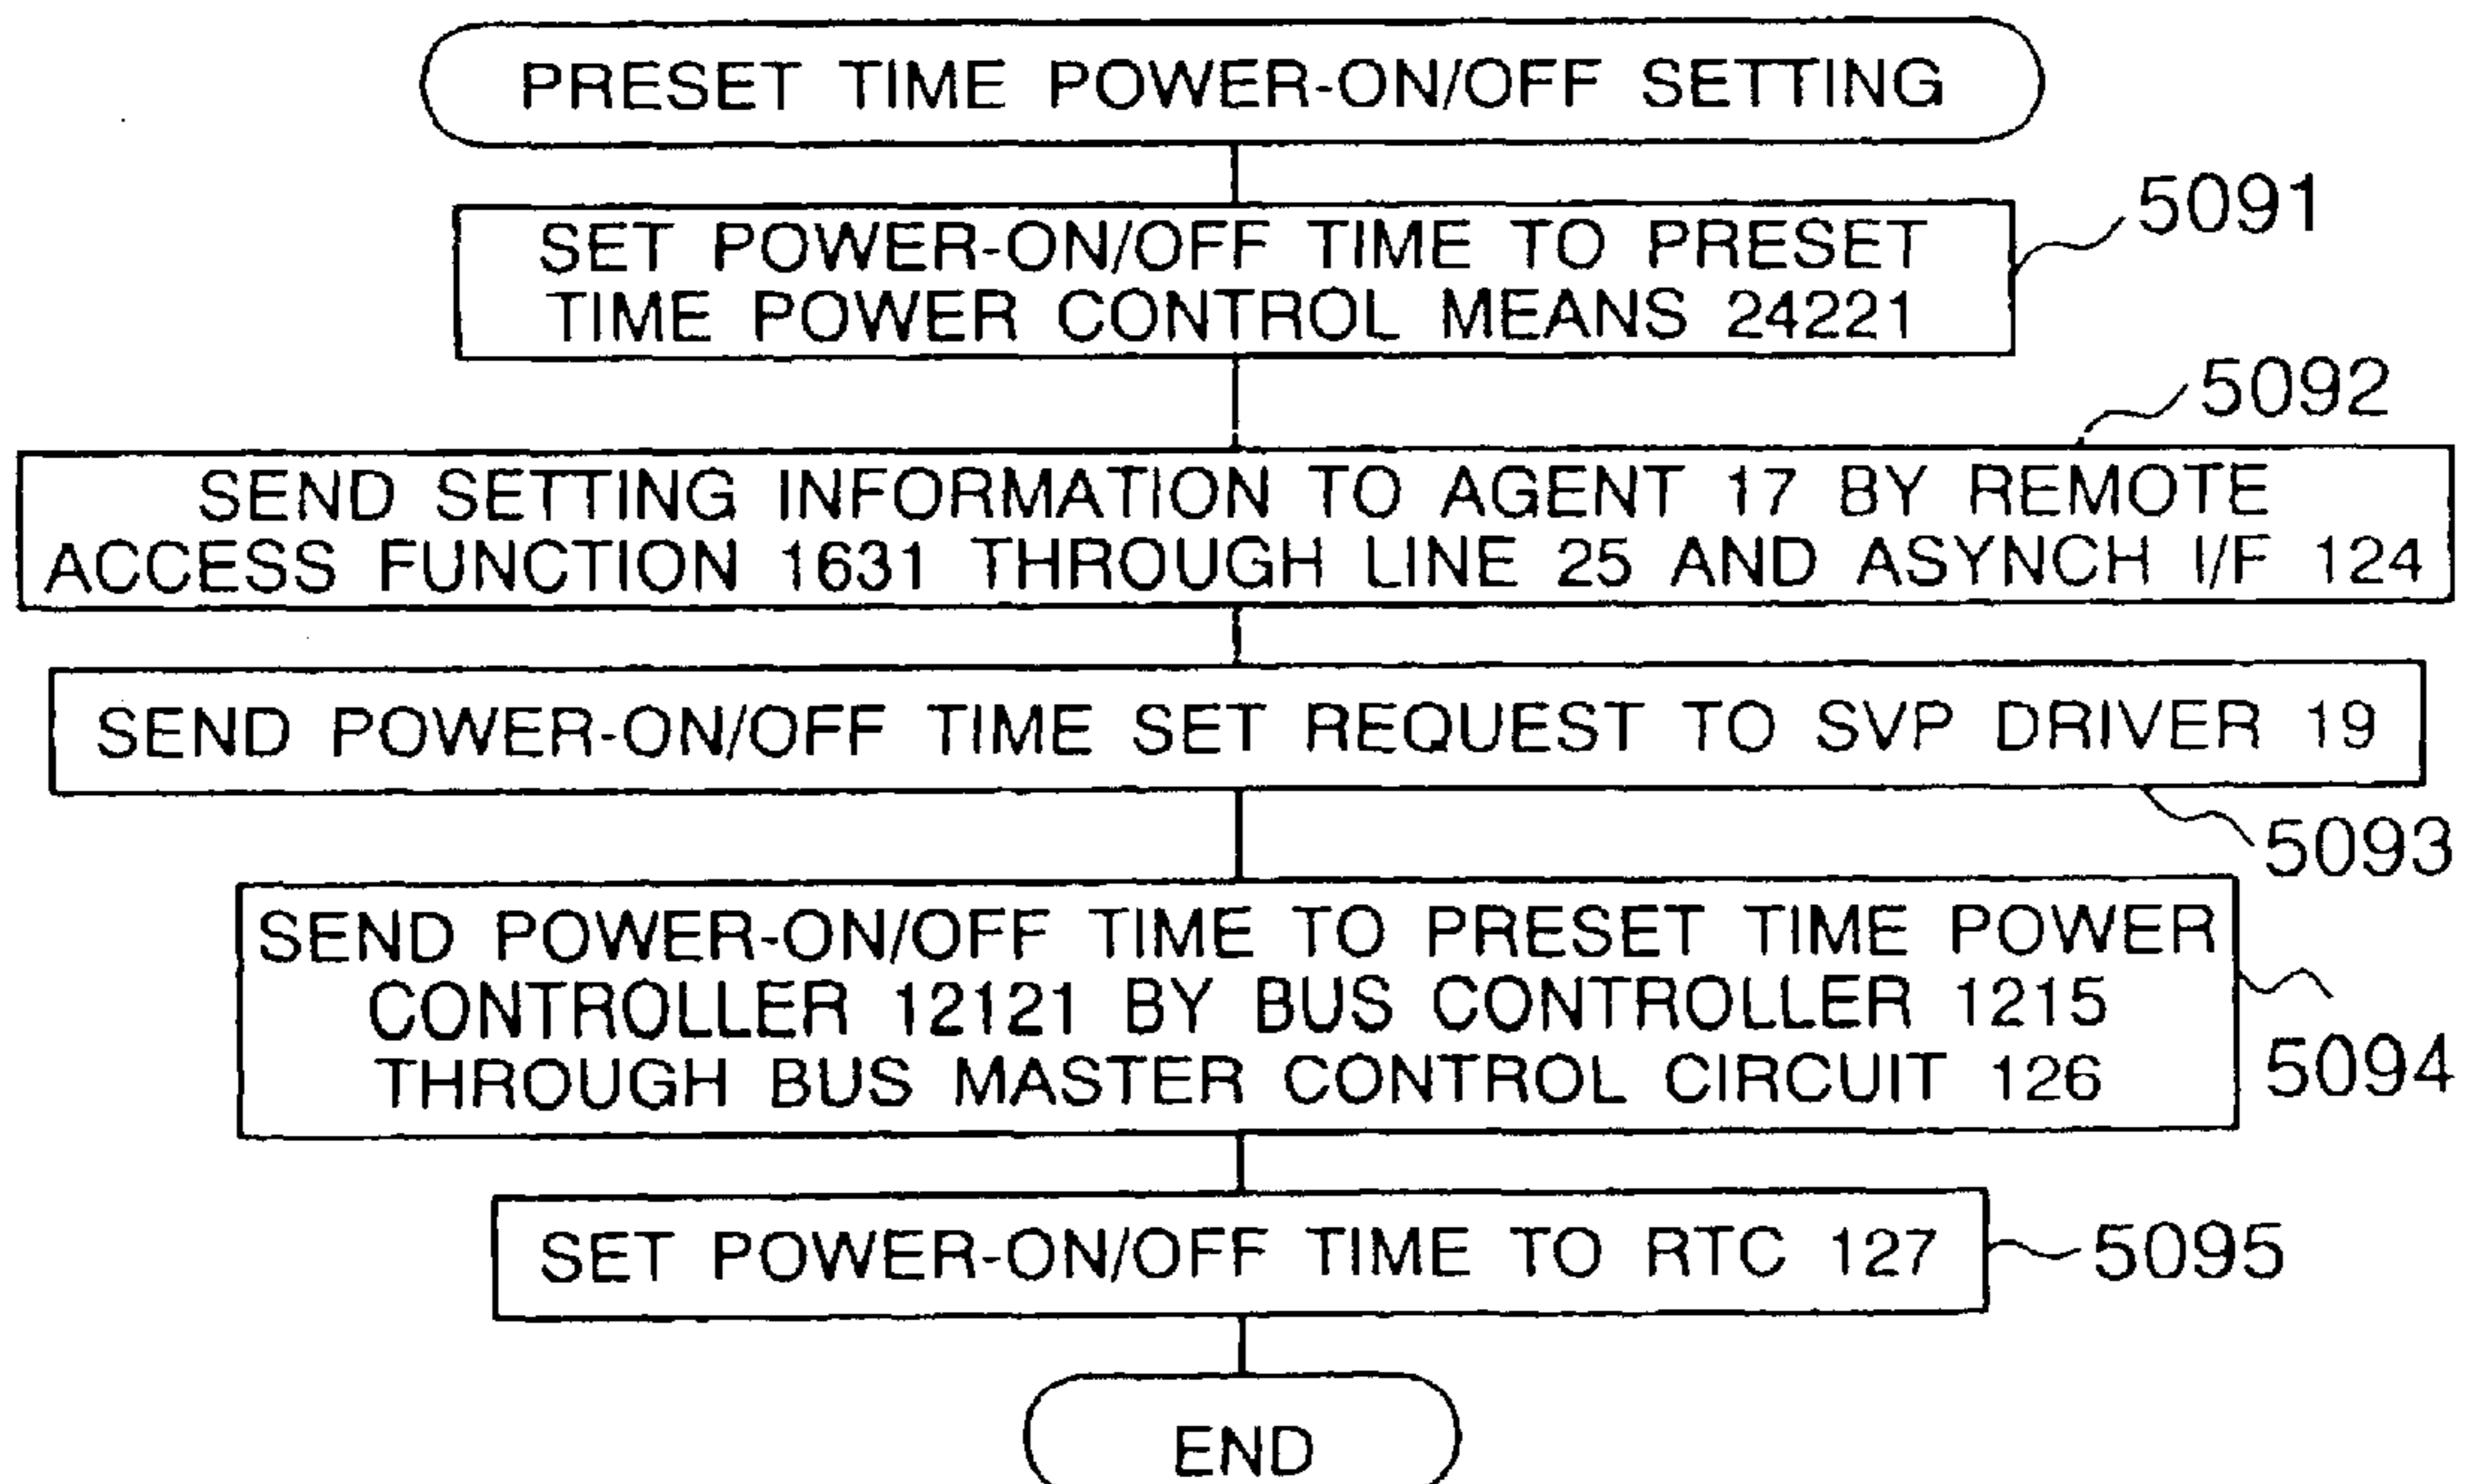 PRESET TIME POWER-ON/OFF SETTING
5091
SET POWER-ON/OFF TIME TO PRESET
TIME POWER CONTROL MEANS 24221
5092
SEND SETTING INFORMATION TO AGENT 17 BY REMOTE
ACCESS FUNCTION 1631 THROUGH LINE 25 AND ASYNCH I/F 124
SEND POWER-ON/OFF TIME SET REQUEST TO SVP DRIVER 19
5093
SEND POWER-ON/OFF TIME TO PRESET TIME POWER
CONTROLLER 12121 BY BUS CONTROLLER 1215
THROUGH BUS MASTER CONTROL CIRCUIT 126
5094
SET POWER-ON/OFF TIME TO RTC 127
5095
END